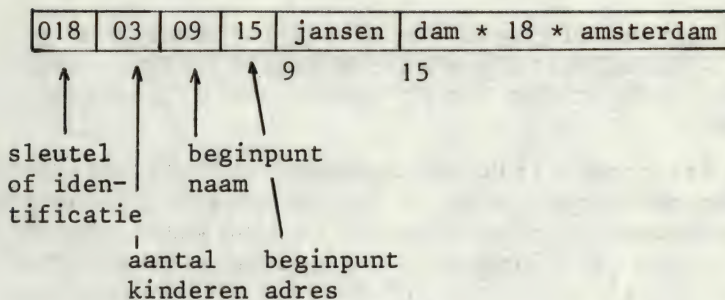 018 03 09 15 jansen dam * 18 * amsterdam
9 15
sleutel beginpunt
of iden- naam
tificatie
aantal beginpunt
kinderen adres